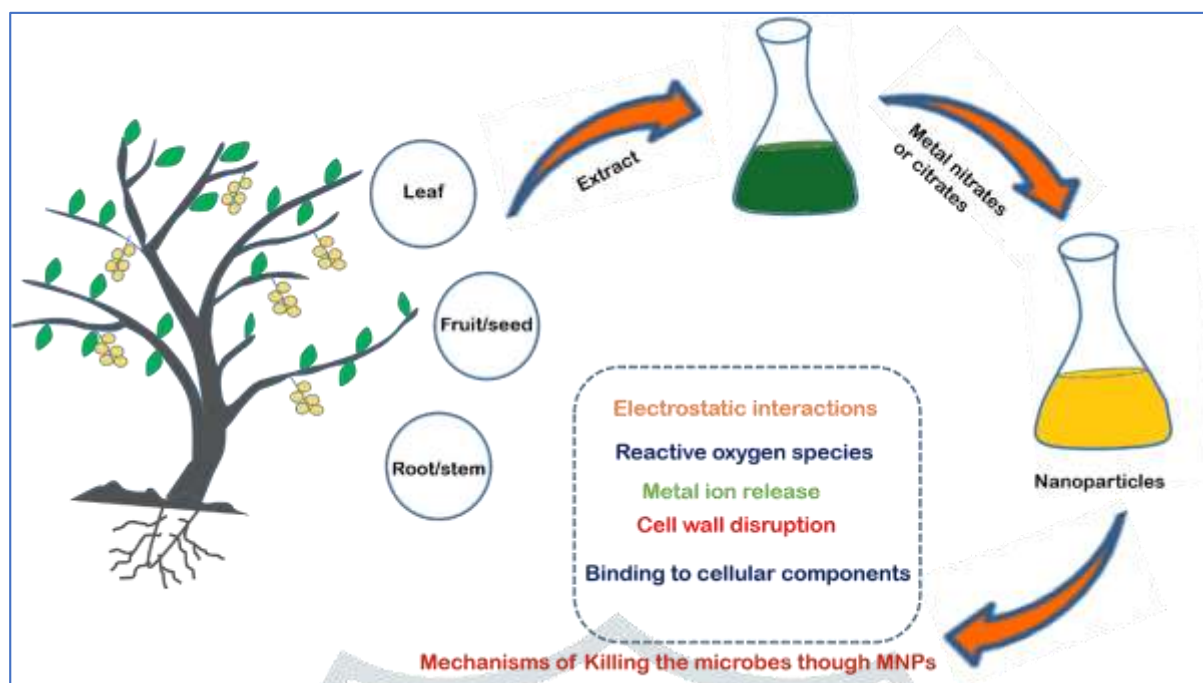 Leaf
Extract
Metal nitrates
or citrates
Fruit/seed
Root/stem
Nanoparticles
Electrostatic interactions
Reactive oxygen species
Metal ion release
Cell wall disruption
Binding to cellular components
Mechanisms of Killing the microbes though MNPs